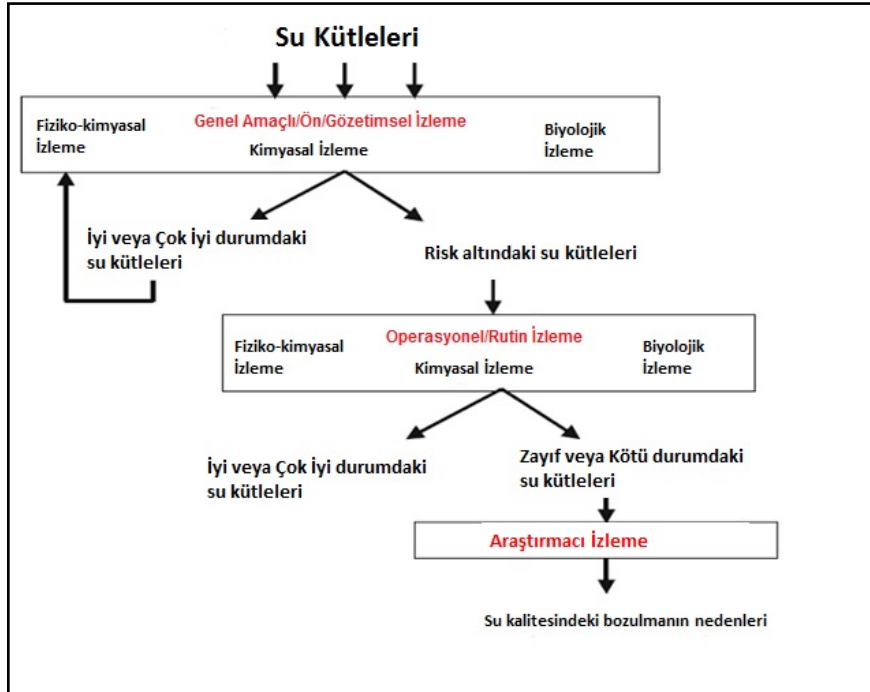 Su Kütleleri
Genel Amaçlı/Ön/Gözetimsel İzleme
Fiziko-kimyasal
İzleme
Kimyasal İzleme
Biyolojik
İzleme
İyi veya Çok İyi durumdaki
su kütleleri
Risk altındaki su kütleleri
Operasyonel/Rutin İzleme
Fiziko-kimyasal
İzleme
Kimyasal İzleme
Biyolojik
İzleme
İyi veya Çok İyi durumdaki
su kütleleri
Zayıf veya Kötü durumdaki
su kütleleri
Araştırmacı İzleme
Su kalitesindeki bozulmanın nedenleri